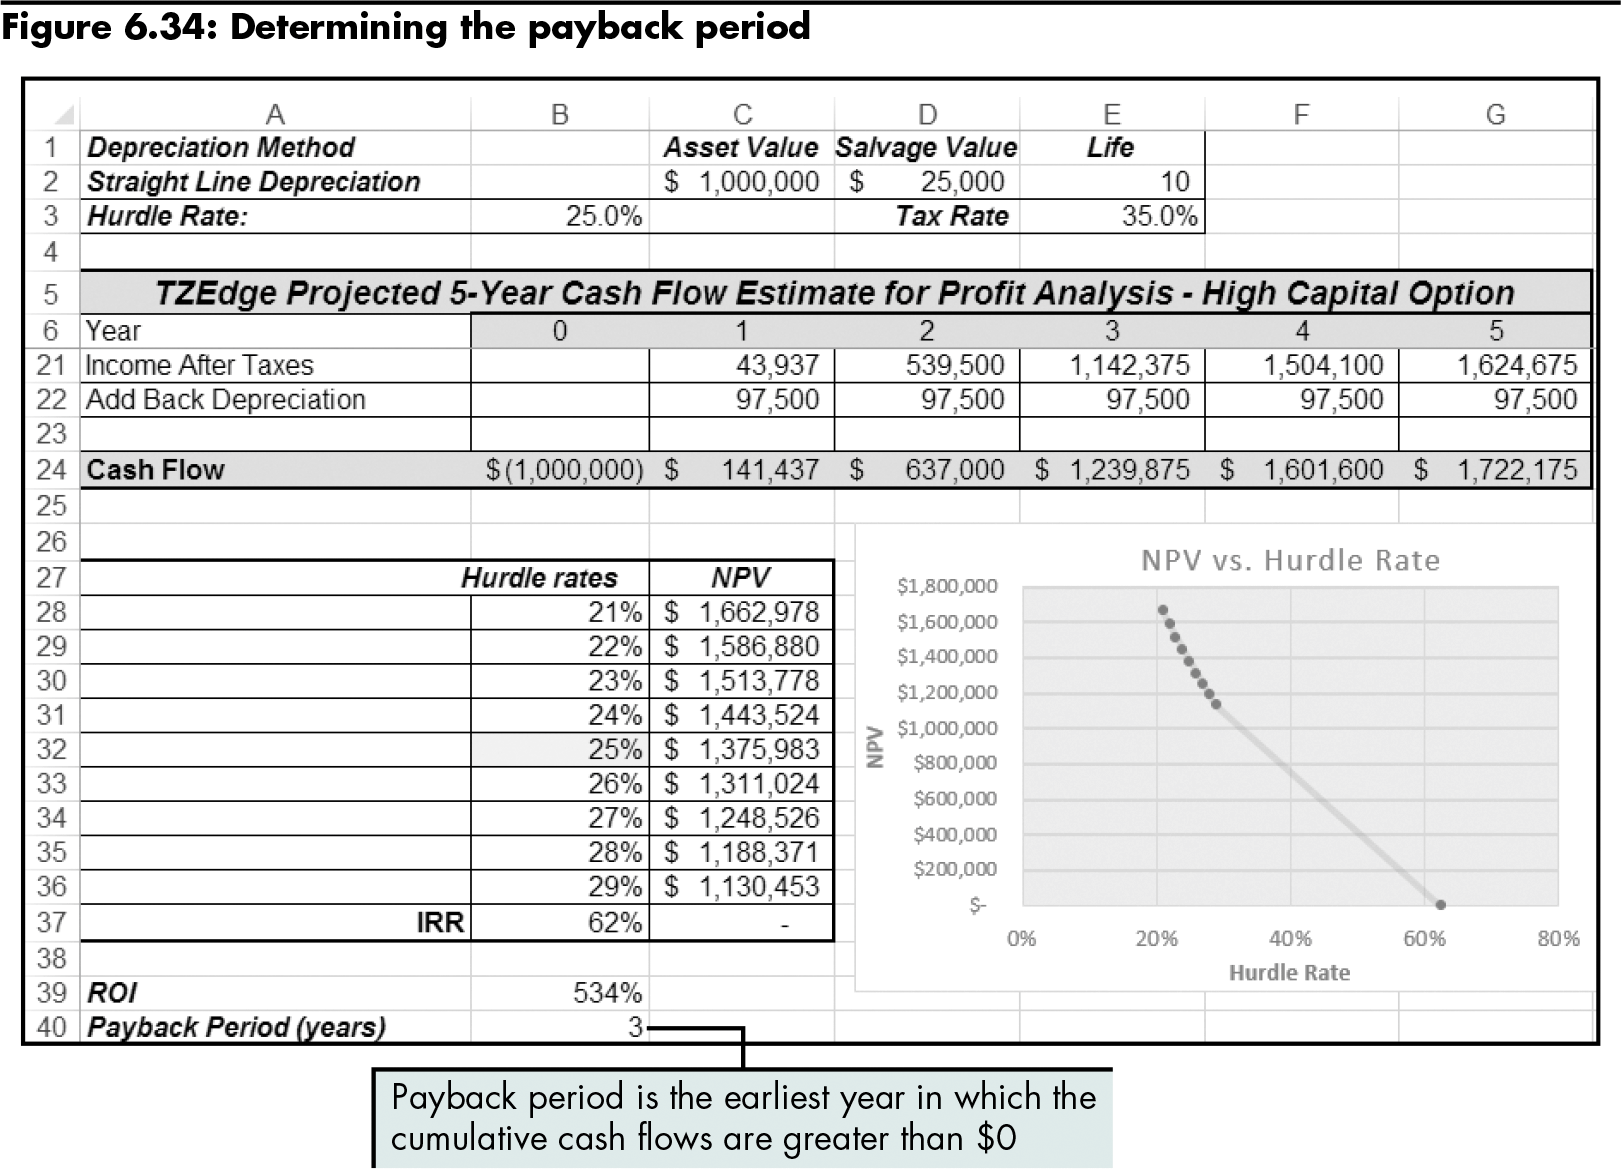 Figure 6.34: Determining the payback period
A B C D E F G
1 Depreciation Method Asset Value Salvage Value Life
2 Straight Line Depreciation $ 1,000,000 $ 25,000 10
3 Hurdle Rate: 25.0% Tax Rate 35.0%
4
5 TZEdge Projected 5-Year Cash Flow Estimate for Profit Analysis - High Capital Option
6 Year 0 1 2 3 4 5
21 Income After Taxes 43,937 539,500 1,142,375 1,504,100 1,624,675
22 Add Back Depreciation 97,500 97,500 97,500 97,500 97,500
23
24 Cash Flow $(1,000,000) $ 141,437 $ 637,000 $ 1,239,875 $ 1,601,600 $ 1,722,175
25
26
27 Hurdle rates NPV
28 21% $ 1,662,978
29 22% $ 1,586,880
30 23% $ 1,513,778
31 24% $ 1,443,524
32 25% $ 1,375,983
33 26% $ 1,311,024
34 27% $ 1,248,526
35 28% $ 1,188,371
36 29% $ 1,130,453
37 IRR 62% -
38
39 ROI 534%
40 Payback Period (years) 3
NPV vs. Hurdle Rate
$1,800,000
$1,600,000
$1,400,000
$1,200,000
$1,000,000
$800,000
$600,000
$400,000
$200,000
$-
NPV
0% 20% 40% 60% 80%
Hurdle Rate
Payback period is the earliest year in which the
cumulative cash flows are greater than $0